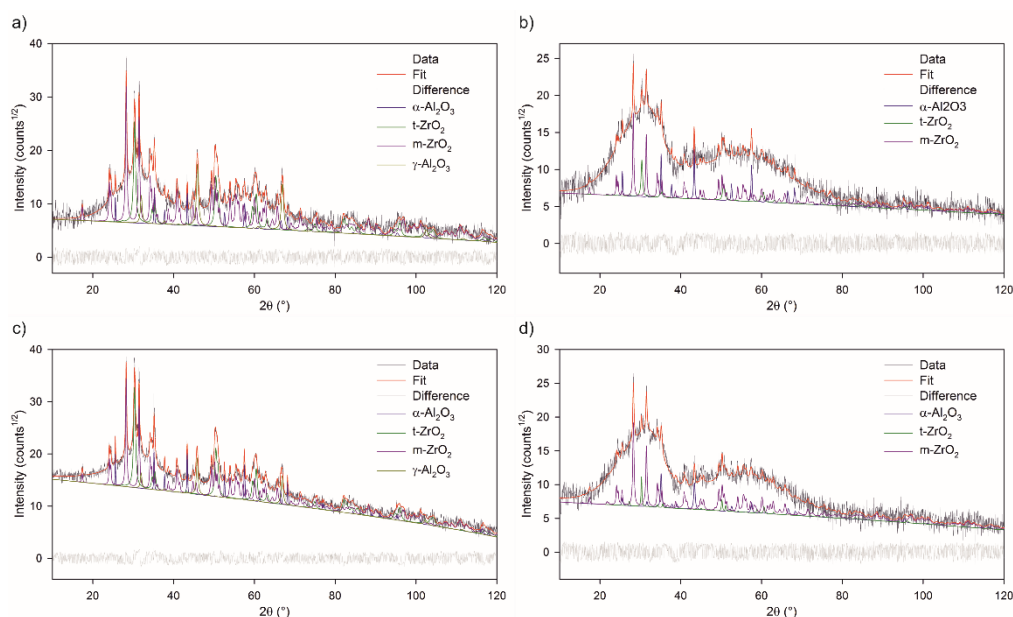 a)
Intensity (counts1/2)
40
30
20
10
0
20 40 60 80 100 120
2θ (°)
Data
Fit
Difference
α-Al2O3
t-ZrO2
m-ZrO2
γ-Al2O3
b)
Intensity (counts1/2)
25
20
15
10
5
0
20 40 60 80 100 120
2θ (°)
Data
Fit
Difference
α-Al2O3
t-ZrO2
m-ZrO2
c)
Intensity (counts1/2)
40
30
20
10
0
20 40 60 80 100 120
2θ (°)
Data
Fit
Difference
α-Al2O3
t-ZrO2
m-ZrO2
γ-Al2O3
d)
Intensity (counts1/2)
30
25
20
15
10
5
0
20 40 60 80 100 120
2θ (°)
Data
Fit
Difference
α-Al2O3
t-ZrO2
m-ZrO2